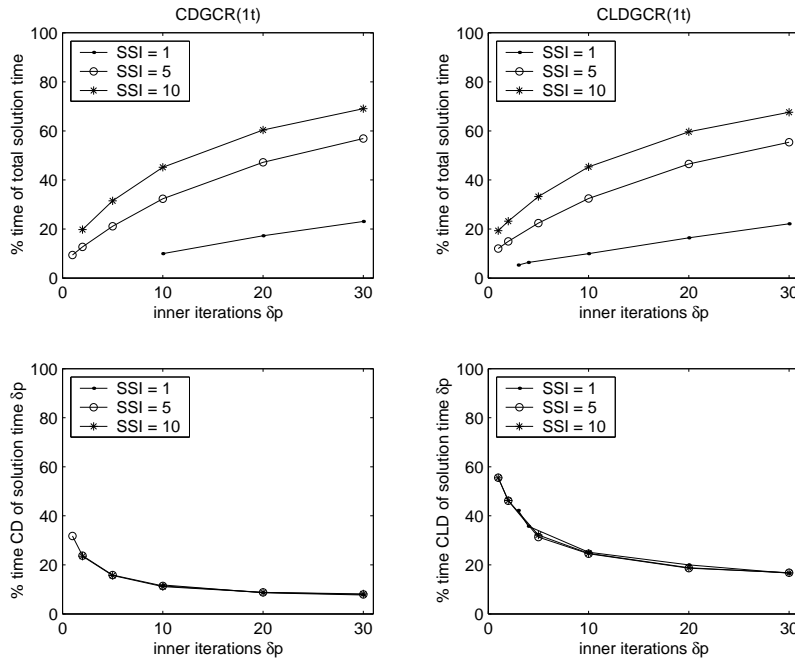 CDGCR(1t)
% time of total solution time
100
80
60
40
20
0
SSI = 1
SSI = 5
SSI = 10
0 10 20 30
inner iterations δp
CLDGCR(1t)
% time of total solution time
100
80
60
40
20
0
SSI = 1
SSI = 5
SSI = 10
0 10 20 30
inner iterations δp
% time CD of solution time δp
100
80
60
40
20
0
SSI = 1
SSI = 5
SSI = 10
0 10 20 30
inner iterations δp
% time CLD of solution time δp
100
80
60
40
20
0
SSI = 1
SSI = 5
SSI = 10
0 10 20 30
inner iterations δp